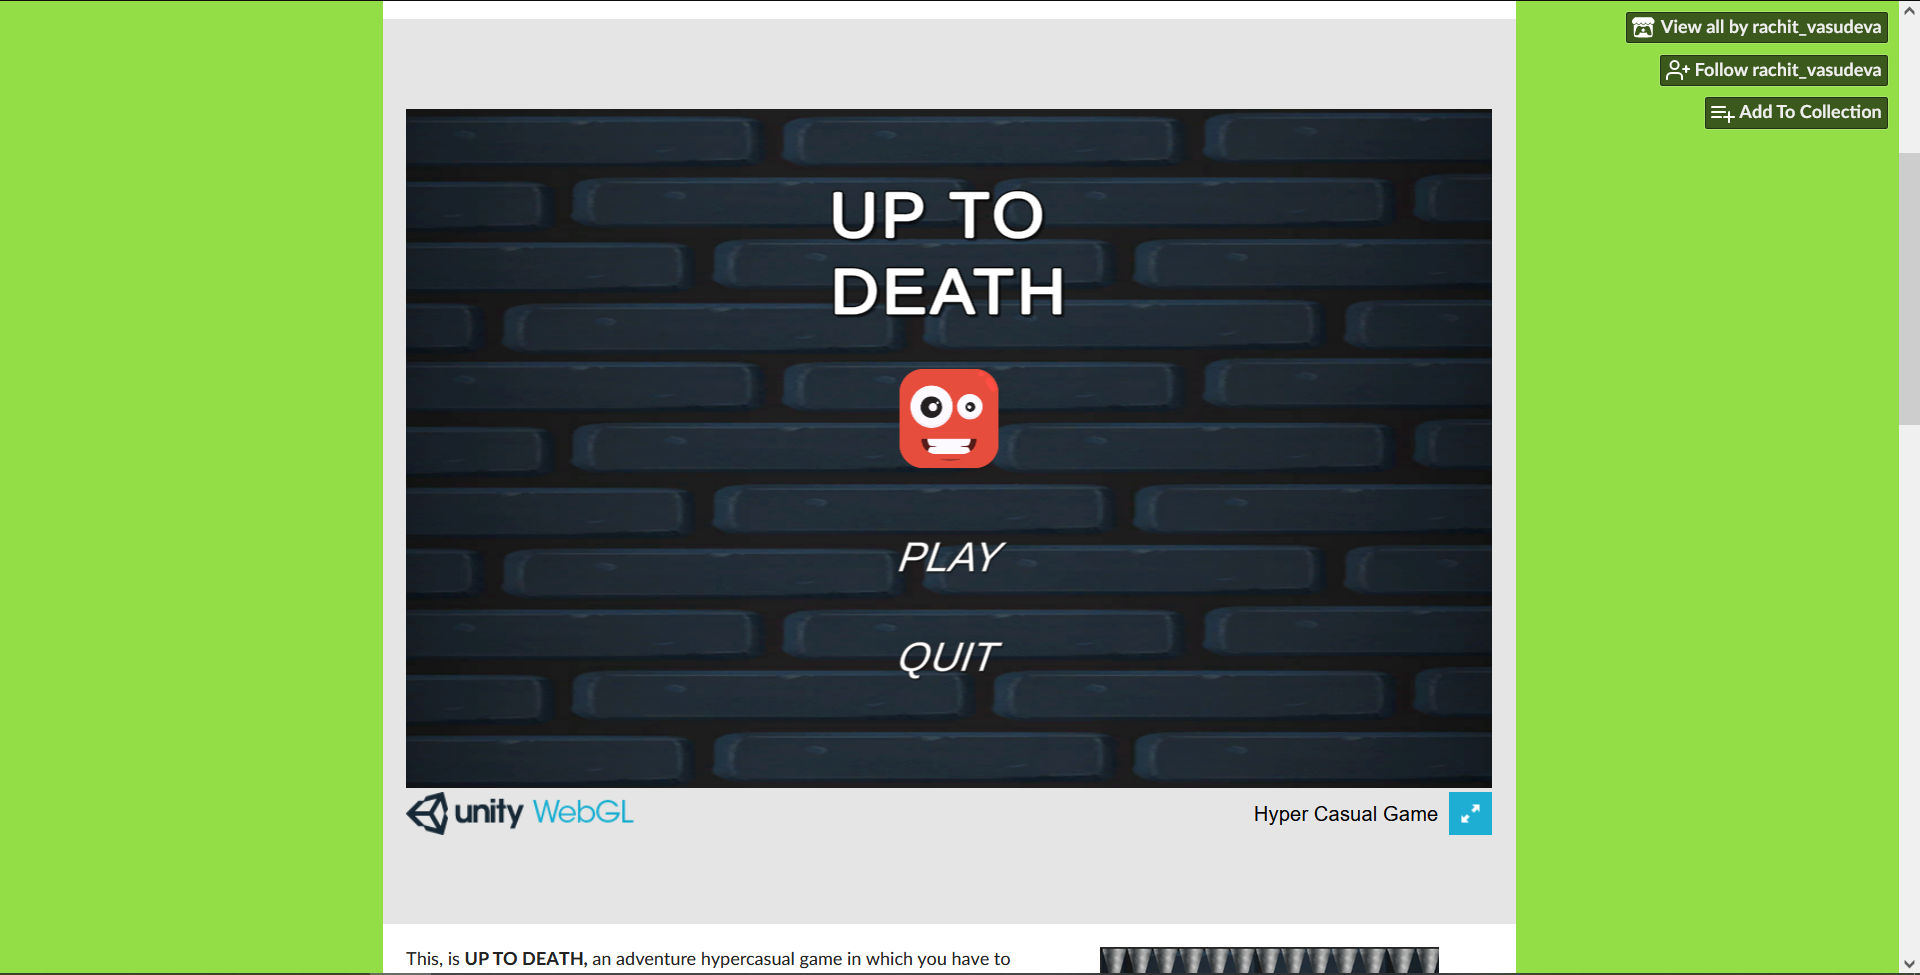 View all by rachit_vasudeva
Follow rachit_vasudeva
Add To Collection
UP TO
DEATH
PLAY
QUIT
unity WebGL
Hyper Casual Game
This, is UP TO DEATH, an adventure hypercasual game in which you have to